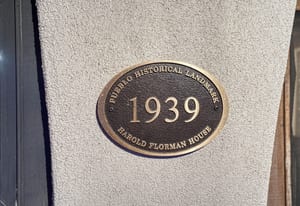 PUEBLO HISTORICAL LANDMARK
1939
HAROLD FLORMAN HOUSE